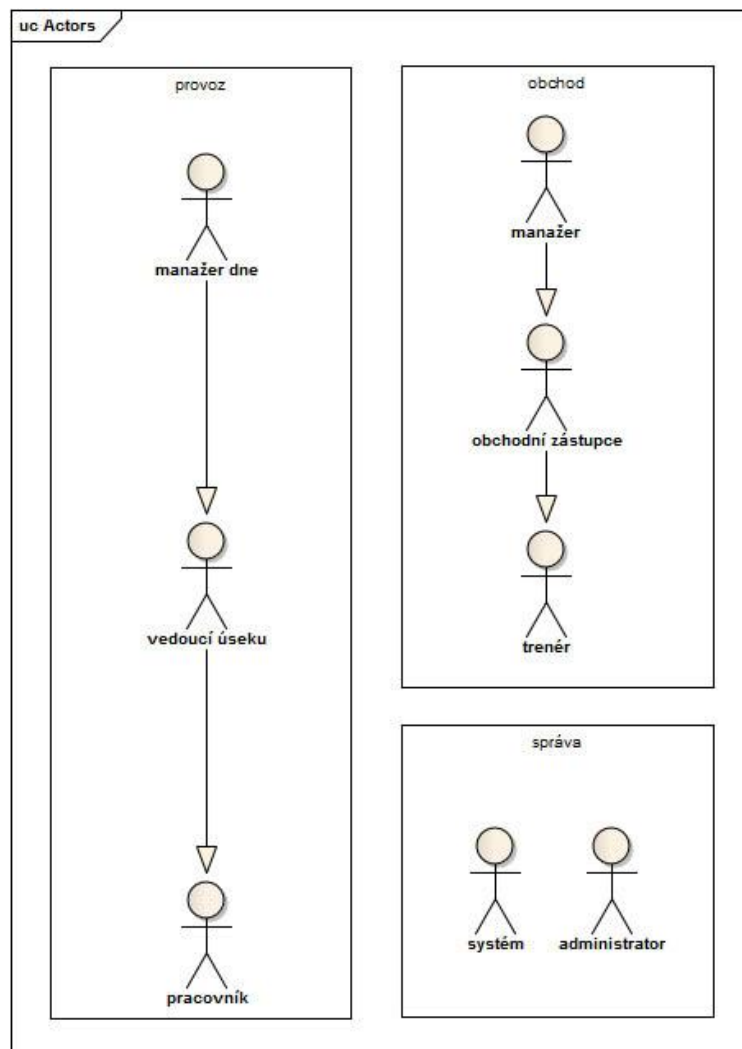 uc Actors
provoz
manažer dne
vedoucí úseku
pracovník
obchod
manažer
obchodní zástupce
trenér
správa
systém
administrator